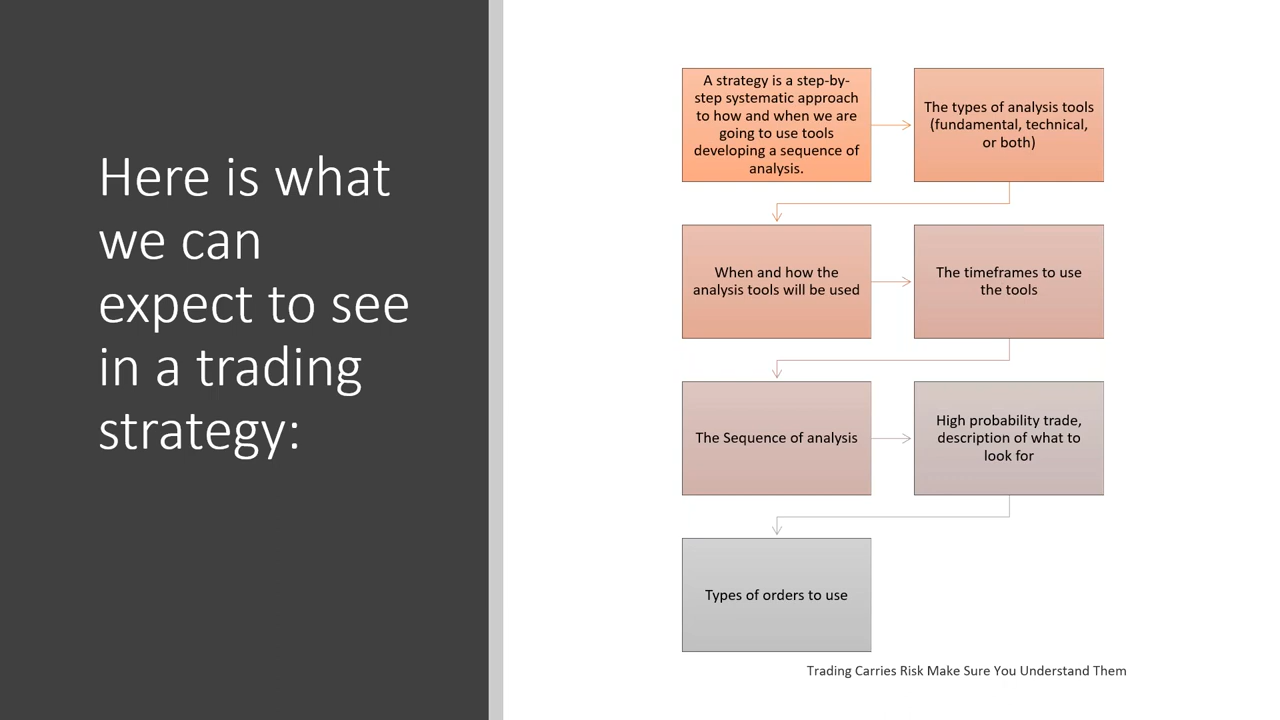 Here is what
we can
expect to see
in a trading
strategy:
A strategy is a step-by-
step systematic approach
to how and when we are
going to use tools
developing a sequence of
analysis.
The types of analysis tools
(fundamental, technical,
or both)
When and how the
analysis tools will be used
The timeframes to use
the tools
The Sequence of analysis
High probability trade,
description of what to
look for
Types of orders to use
Trading Carries Risk Make Sure You Understand Them